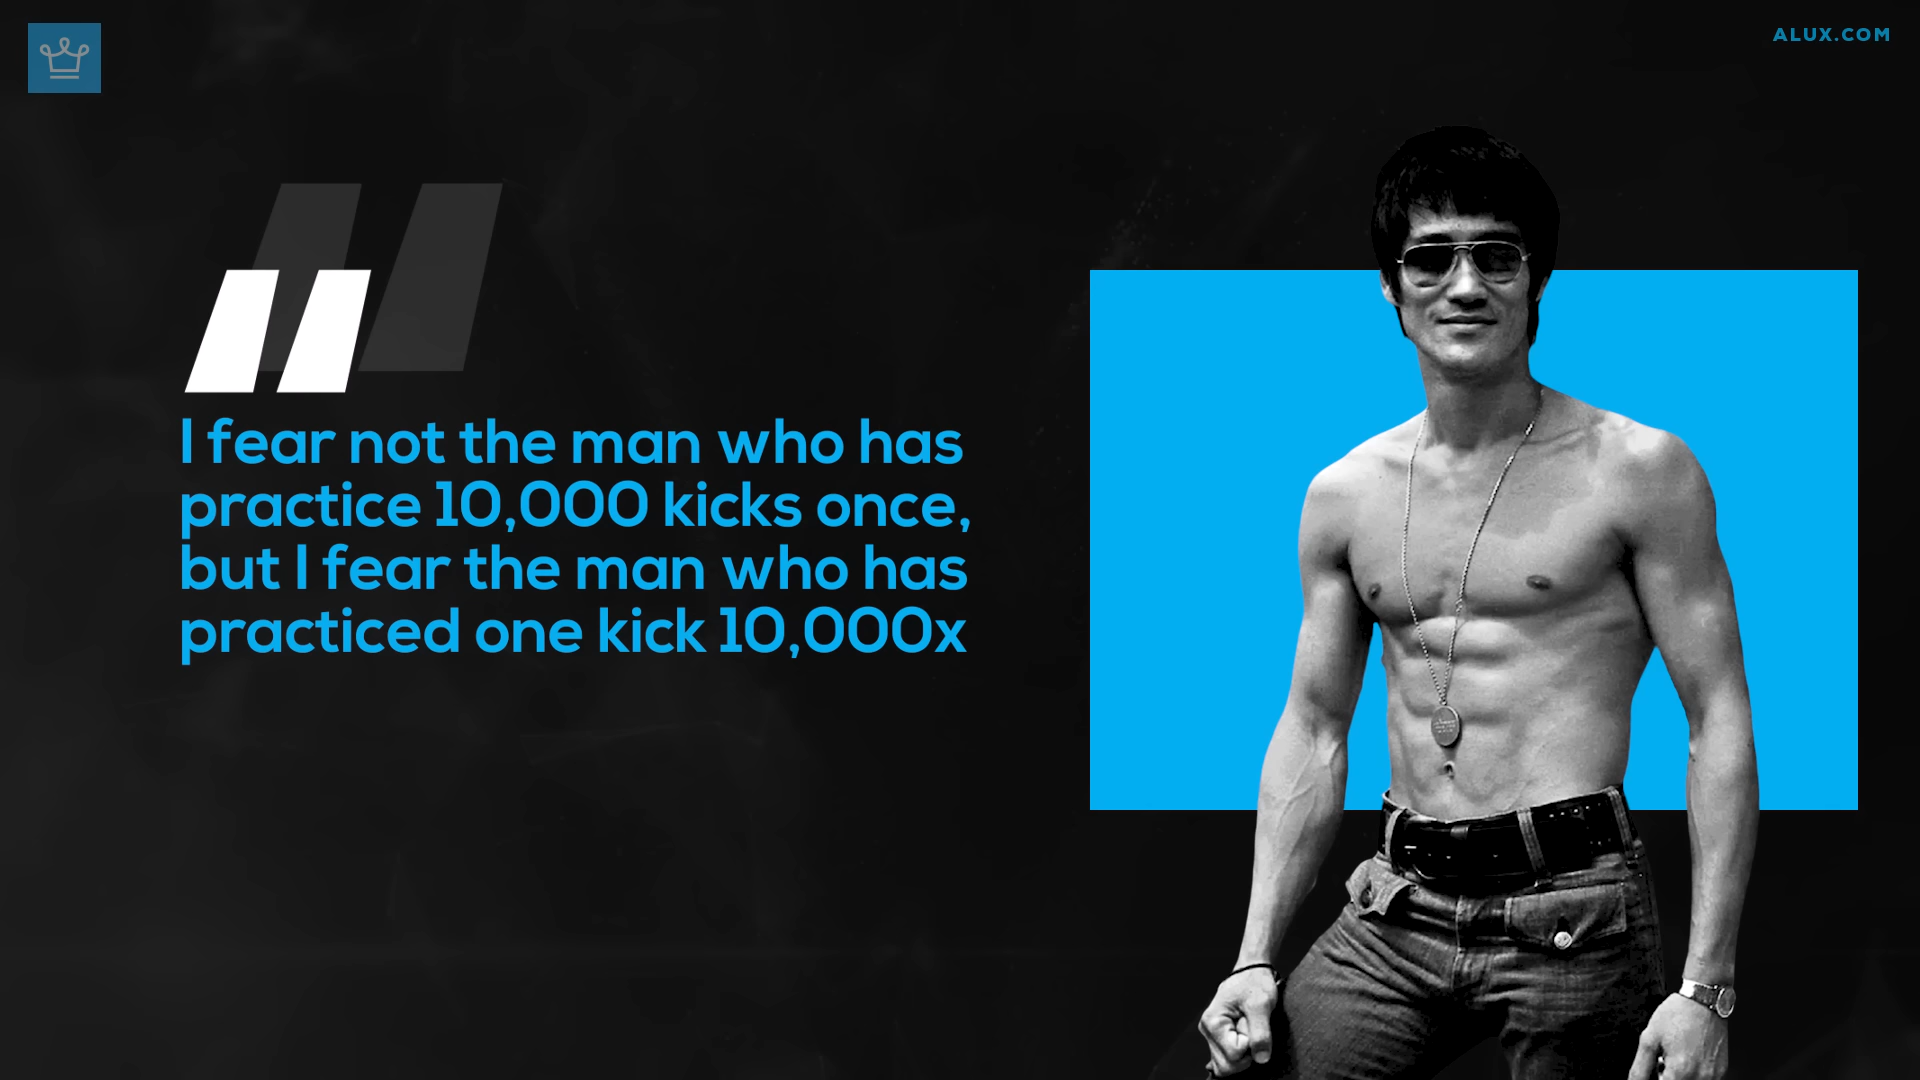 ALUX.COM
I fear not the man who has
practice 10,000 kicks once,
but I fear the man who has
practiced one kick 10,000x